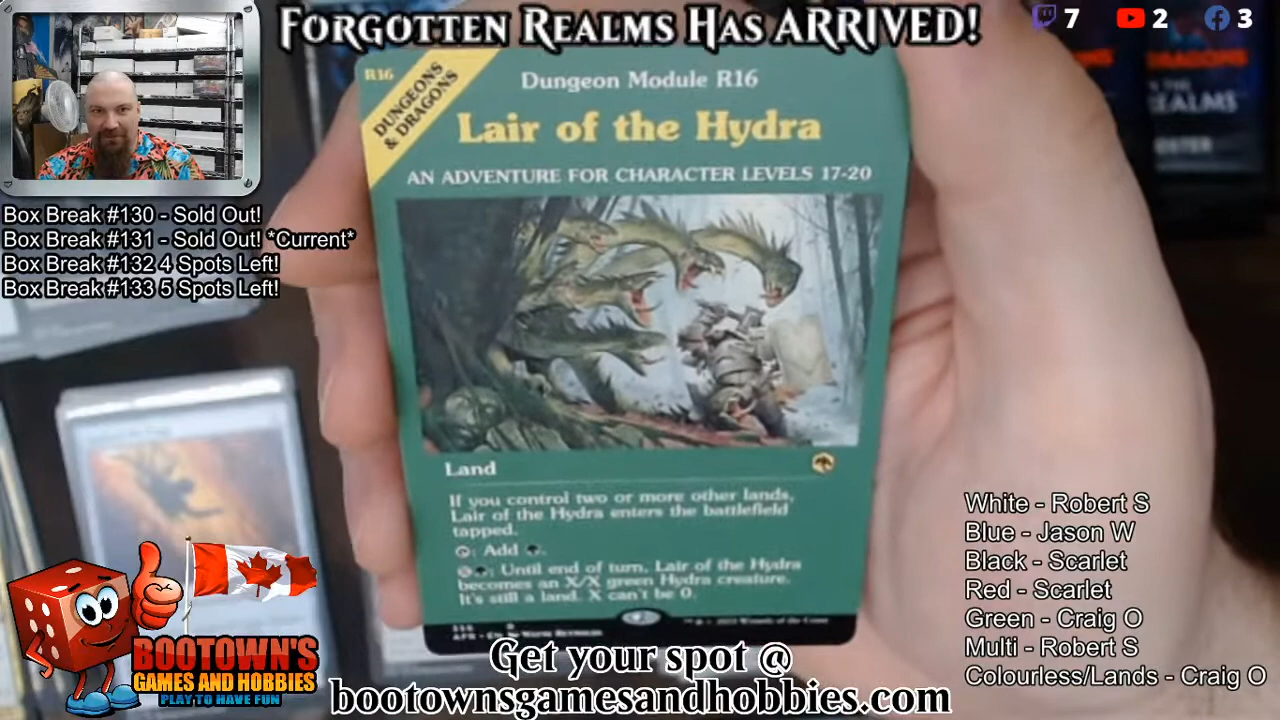 FORGOTTEN REALMS HAS ARRIVED!
7 2 3
R16
DUNGEONS
& DRAGONS
Dungeon Module R16
Lair of the Hydra
AN ADVENTURE FOR CHARACTER LEVELS 17-20
REALMS
Box Break #130 - Sold Out!
Box Break #131 - Sold Out! *Current*
Box Break #132 4 Spots Left!
Box Break #133 5 Spots Left!
Land
If you control two or more other lands,
Lair of the Hydra enters the battlefield
tapped.
: Add .
: Until end of turn, Lair of the Hydra
becomes an X/X green Hydra creature.
It's still a land. X can't be 0.
White - Robert S
Blue - Jason W
Black - Scarlet
Red - Scarlet
Green - Craig O
Multi - Robert S
Colourless/Lands - Craig O
BOOTOWN'S
GAMES AND HOBBIES
PLAY TO HAVE FUN
Get your spot @
bootownsgamesandhobbies.com